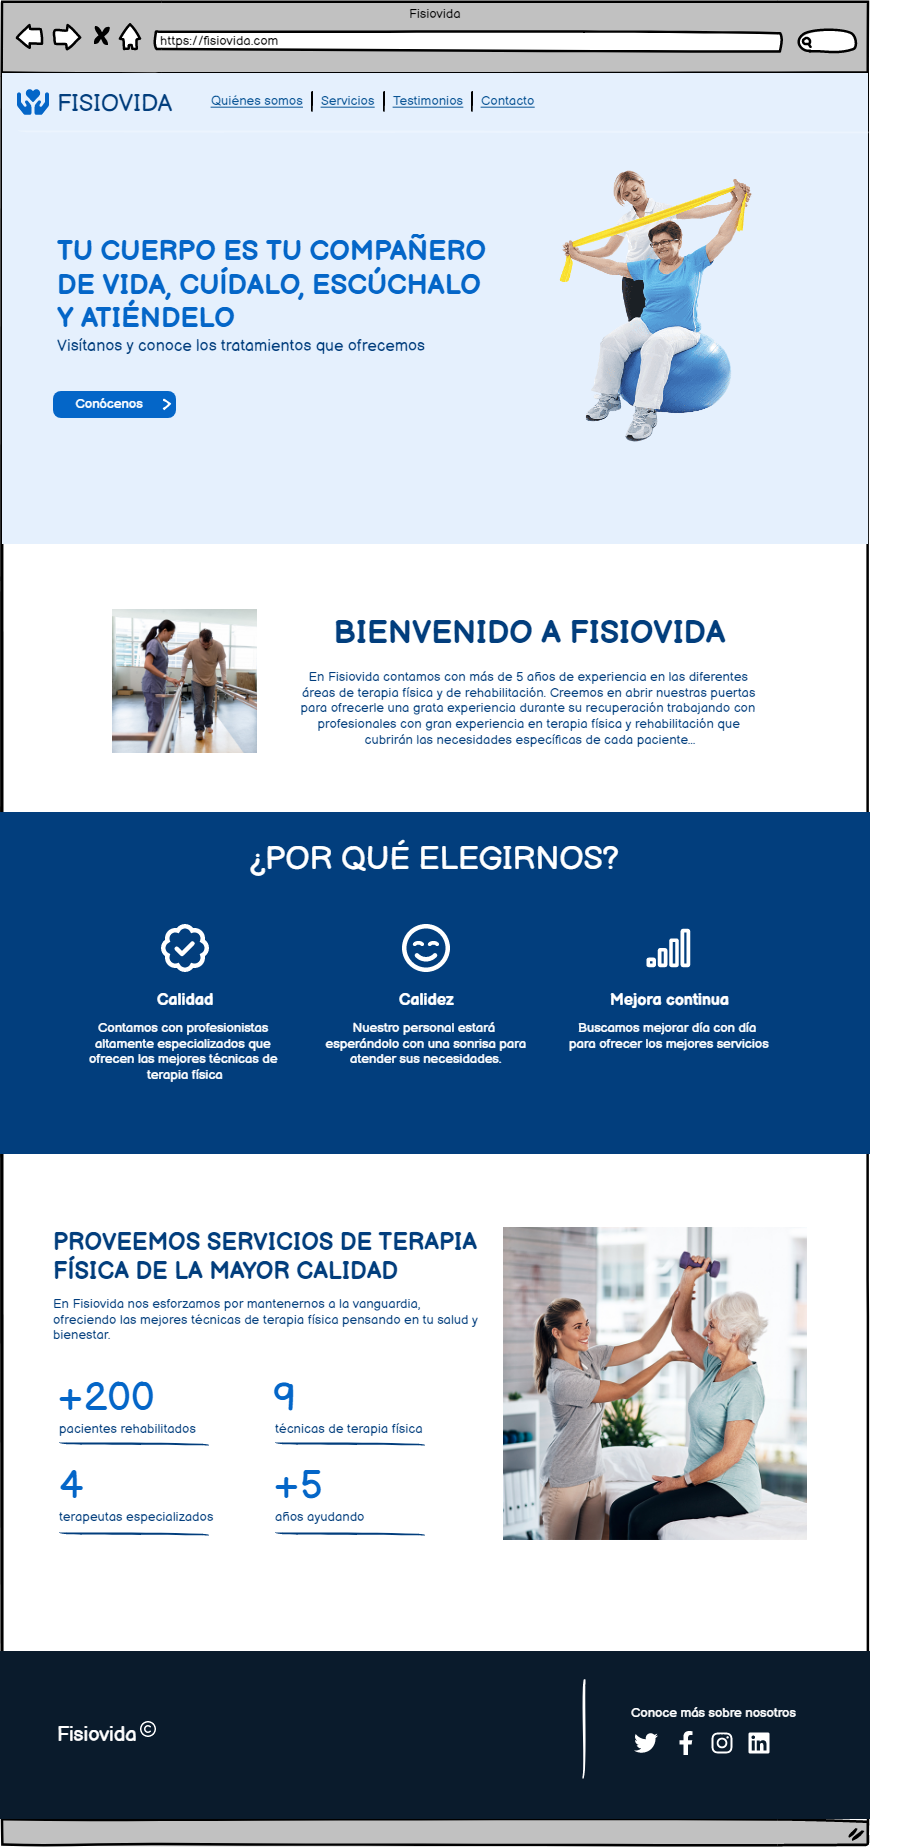 Fisiovida
https://fisiovida.com
FISIOVIDA
Quiénes somos
Servicios
Testimonios
Contacto
TU CUERPO ES TU COMPAÑERO
DE VIDA, CUÍDALO, ESCÚCHALO
Y ATIÉNDELO
Visítanos y conoce los tratamientos que ofrecemos
Conócenos
BIENVENIDO A FISIOVIDA
En Fisiovida contamos con más de 5 años de experiencia en las diferentes
áreas de terapia física y de rehabilitación. Creemos en abrir nuestras puertas
para ofrecerle una grata experiencia durante su recuperación trabajando con
profesionales con gran experiencia en terapia física y rehabilitación que
cubrirán las necesidades específicas de cada paciente...
¿POR QUÉ ELEGIRNOS?
Calidad
Contamos con profesionistas
altamente especializados que
ofrecen las mejores técnicas de
terapia física
Calidez
Nuestro personal estará
esperándolo con una sonrisa para
atender sus necesidades.
Mejora continua
Buscamos mejorar día con día
para ofrecer los mejores servicios
PROVEEMOS SERVICIOS DE TERAPIA
FÍSICA DE LA MAYOR CALIDAD
En Fisiovida nos esforzamos por mantenernos a la vanguardia,
ofreciendo las mejores técnicas de terapia física pensando en tu salud y
bienestar.
+200
pacientes rehabilitados
9
técnicas de terapia física
4
terapeutas especializados
+5
años ayudando
Fisiovida ©
Conoce más sobre nosotros